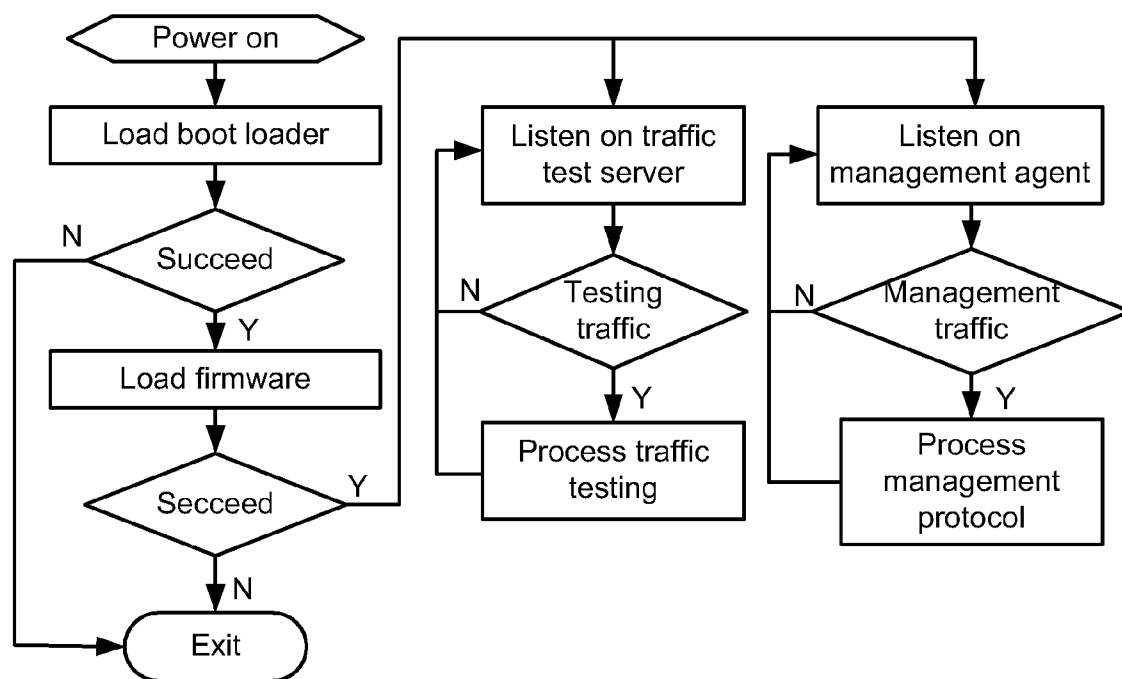 Power on
Load boot loader
N
Succeed
Y
Load firmware
Secceed
Y
N
Exit
Listen on traffic
test server
N
Testing
traffic
Y
Process traffic
testing
Listen on
management agent
N
Management
traffic
Y
Process
management
protocol